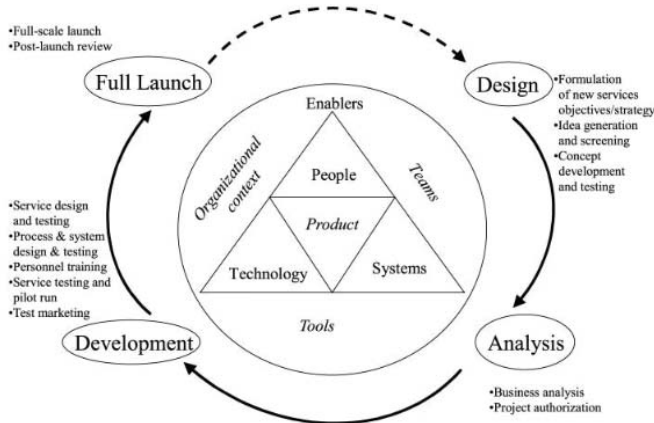 •Full-scale launch
•Post-launch review
Full Launch
Design
•Formulation
of new services
objectives/strategy
•Idea generation
and screening
•Concept
development
and testing
Enablers
Organizational
context
Teams
People
Product
Technology
Systems
Tools
•Service design
and testing
•Process & system
design & testing
•Personnel training
•Service testing and
pilot run
•Test marketing
Development
Analysis
•Business analysis
•Project authorization